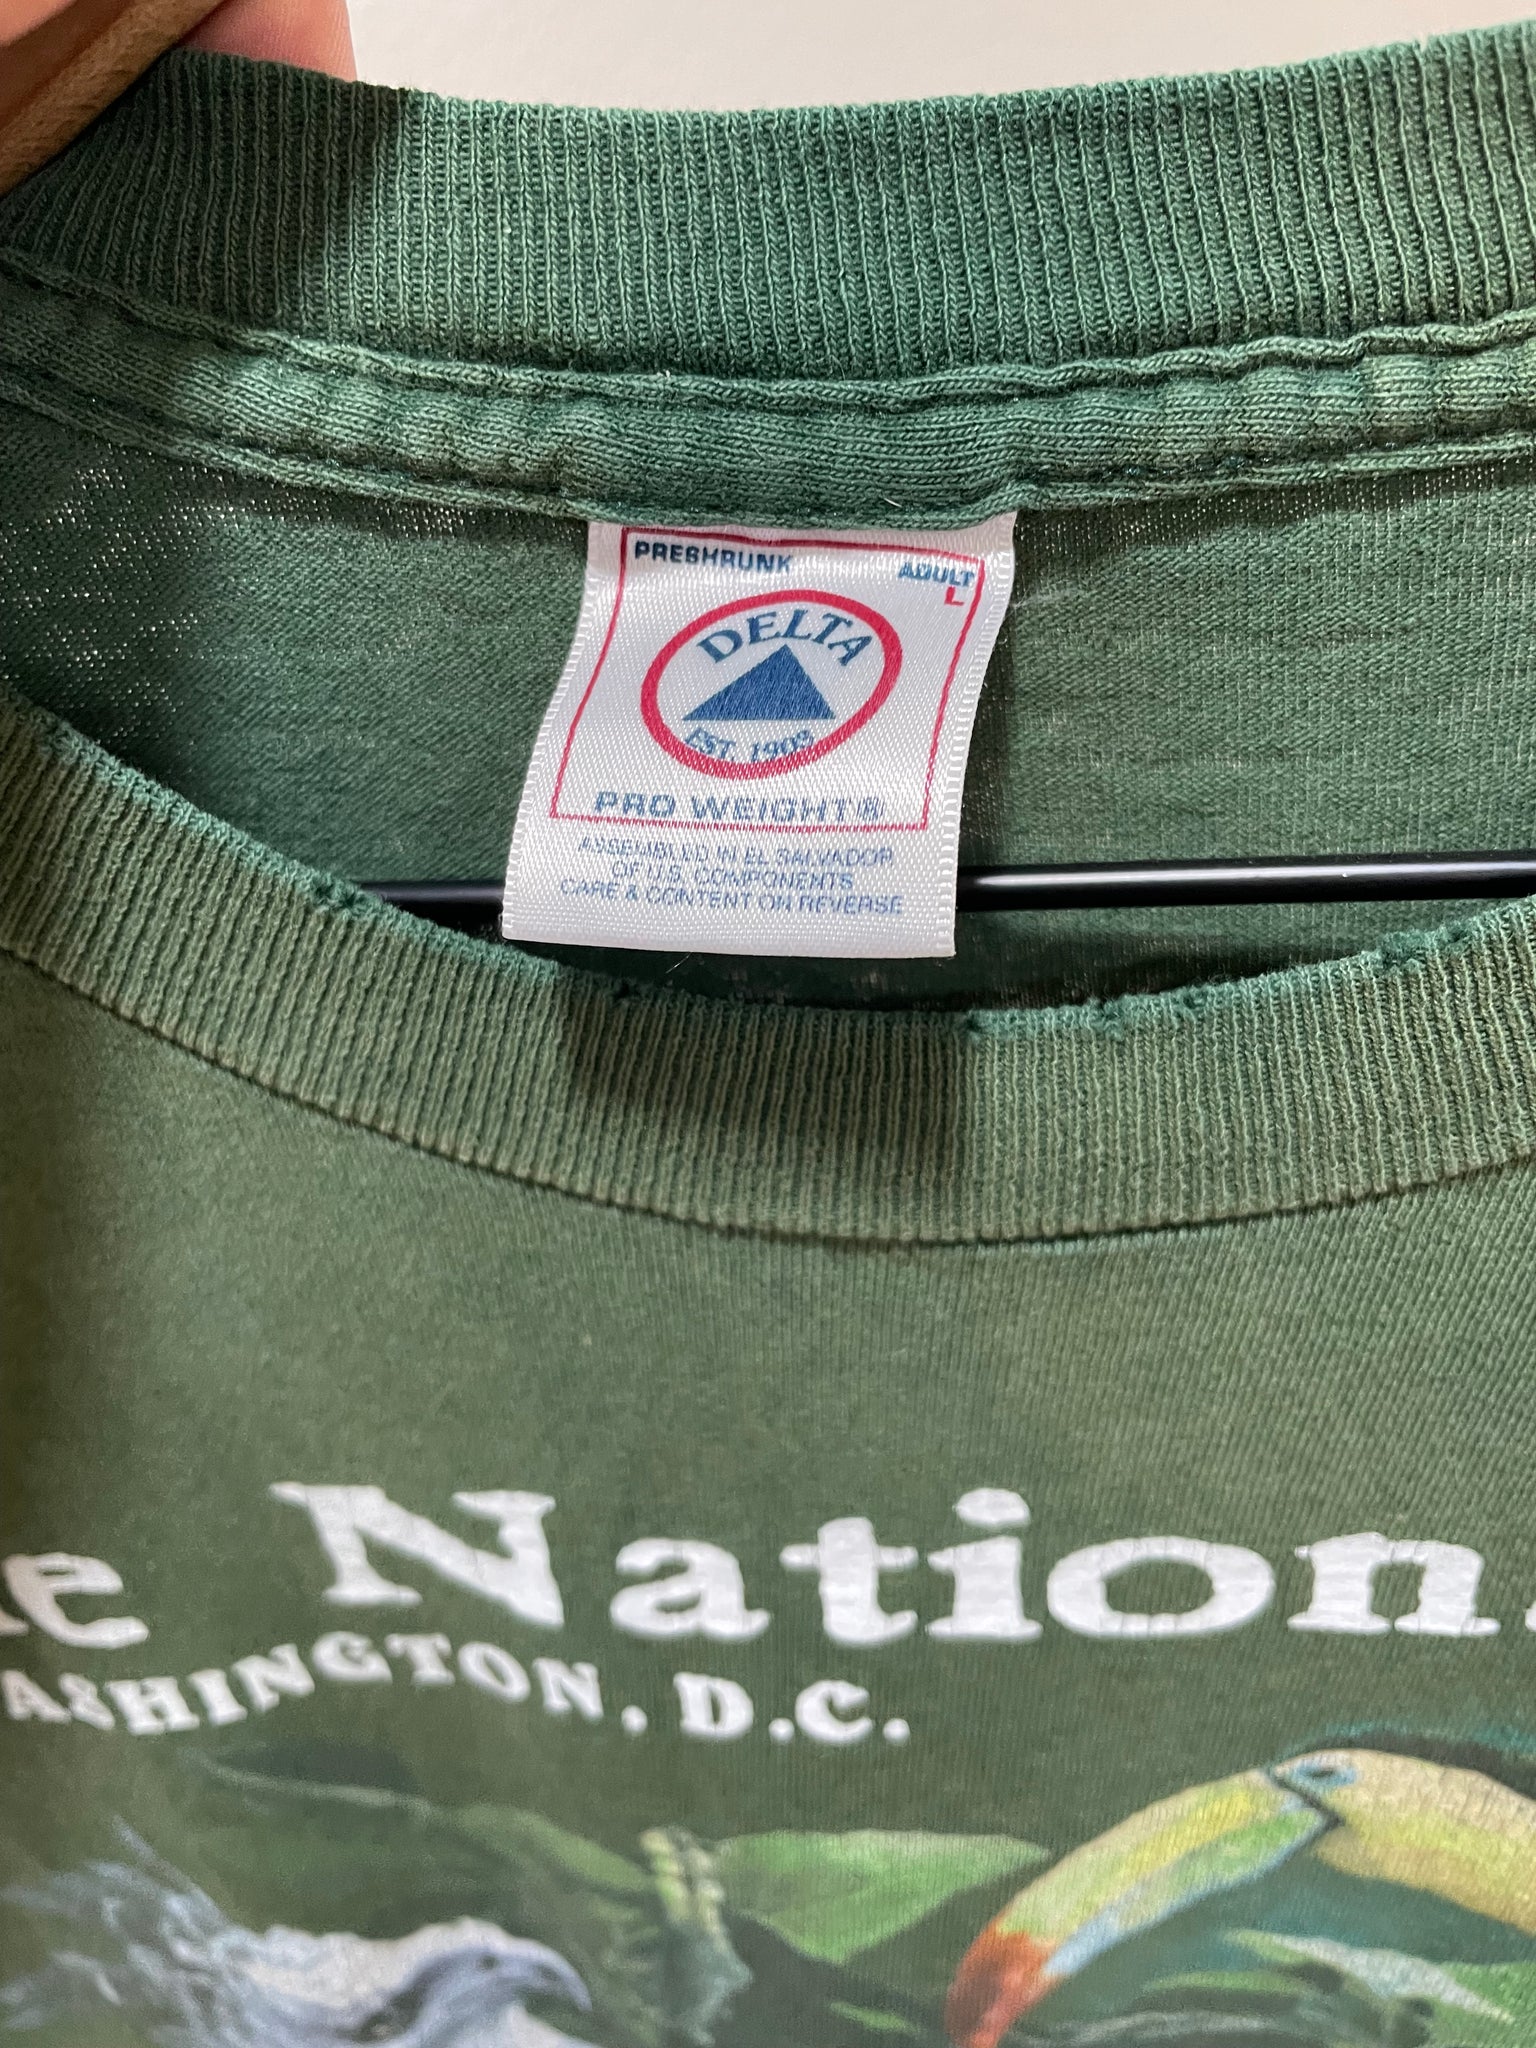 PRESHRUNK
ADULT
L
DELTA
EST. 1903
PRO WEIGHT®
ASSEMBLED IN EL SALVADOR
OF U.S. COMPONENTS
CARE & CONTENT ON REVERSE
e Nation
ASHINGTON, D.C.